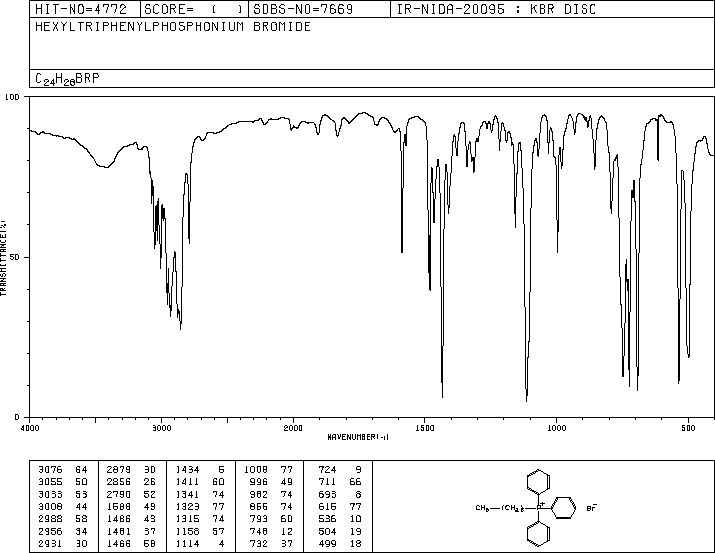 HIT-NO=4772 SCORE= ( ) SDBS-NO=7669 IR-NIDA-20095 : KBR DISC
HEXYLTRIPHENYLPHOSPHONIUM BROMIDE
C24H28BRP
100
50
0
TRANSMITTANCE(%)
4000 3000 2000 1500 1000 500
WAVENUMBER(-1)
3076 64 2879 30 1434 5 1008 77 724 9
3055 50 2856 26 1411 60 996 49 711 66
3033 53 2790 52 1341 74 982 74 693 8
3008 44 1588 49 1323 77 855 74 615 77
2988 58 1486 43 1315 74 793 60 536 10
2956 34 1481 37 1158 57 748 12 504 19
2931 30 1466 58 1114 4 732 37 499 18
Br−